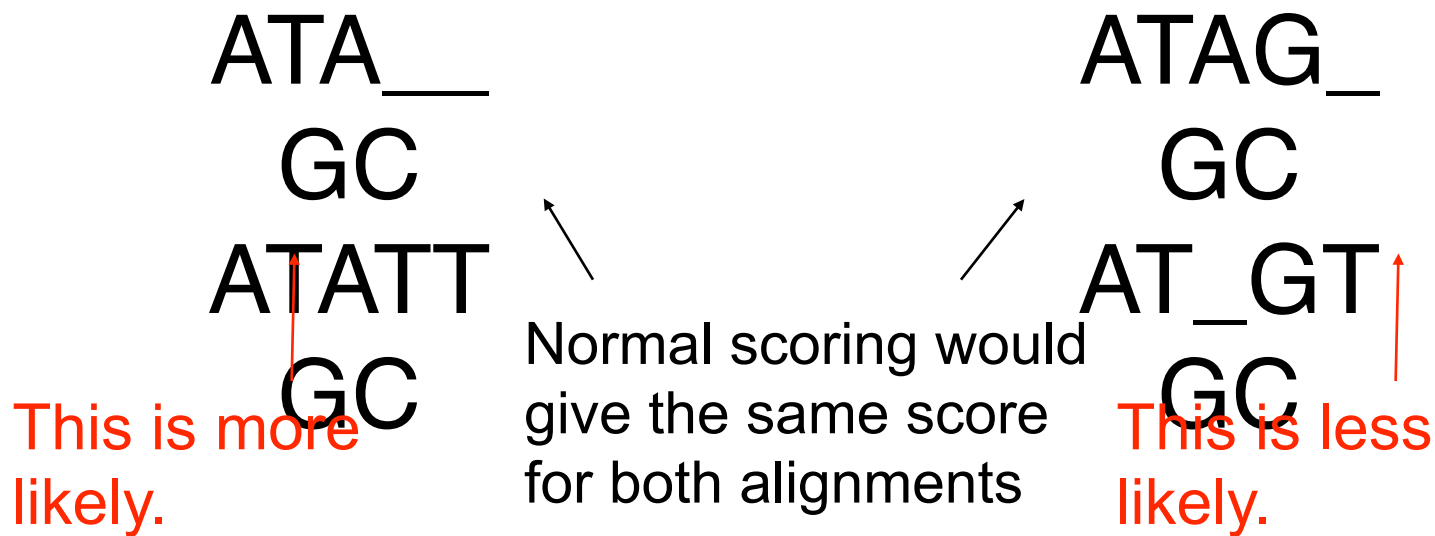 ATA__
GC
ATATT
GC
This is more
likely.
Normal scoring would
give the same score
for both alignments
ATAG_
GC
AT_GT
GC
This is less
likely.